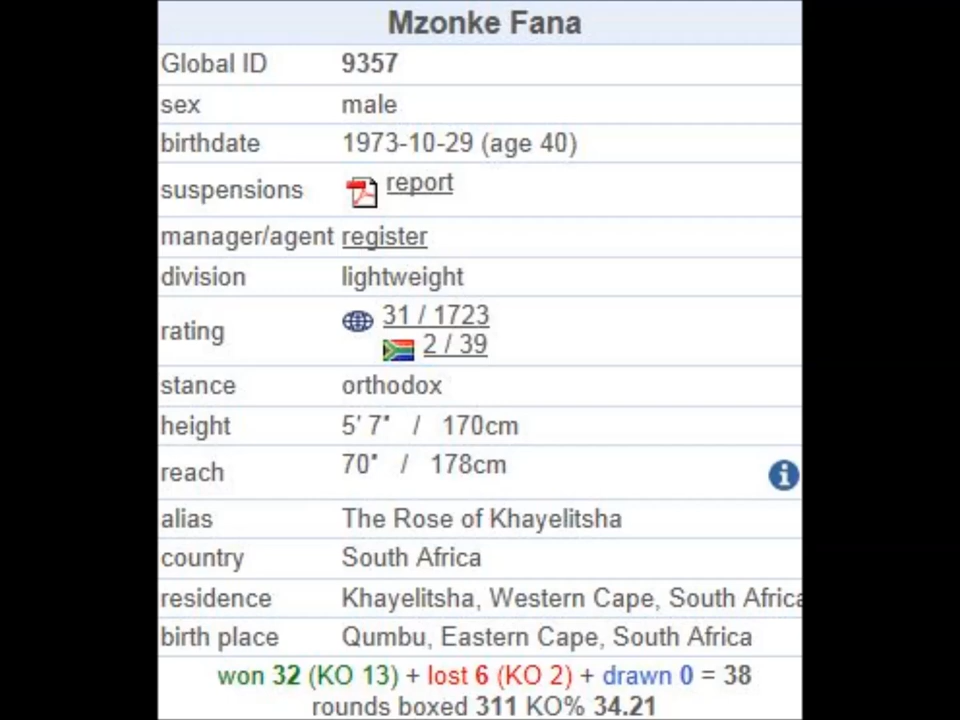 Mzonke Fana
Global ID 9357
sex male
birthdate 1973-10-29 (age 40)
suspensions report
manager/agent register
division lightweight
rating 31 / 1723
2 / 39
stance orthodox
height 5′ 7″ / 170cm
reach 70″ / 178cm
alias The Rose of Khayelitsha
country South Africa
residence Khayelitsha, Western Cape, South Africa
birth place Qumbu, Eastern Cape, South Africa
won 32 (KO 13) + lost 6 (KO 2) + drawn 0 = 38
rounds boxed 311 KO% 34.21